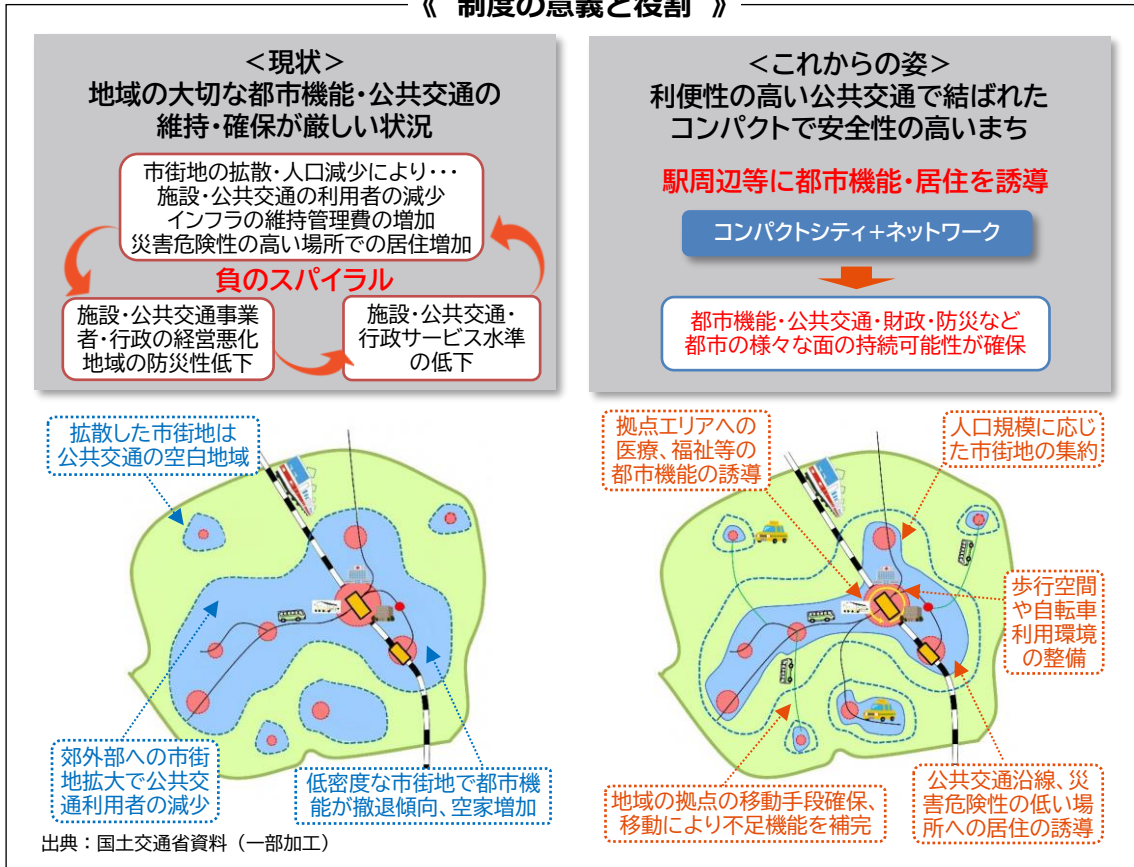 《 制度の意義と役割 》
＜現状＞
地域の大切な都市機能・公共交通の
維持・確保が厳しい状況
市街地の拡散・人口減少により・・・
施設・公共交通の利用者の減少
インフラの維持管理費の増加
災害危険性の高い場所での居住増加
負のスパイラル
施設・公共交通事業
者・行政の経営悪化
地域の防災性低下
施設・公共交通・
行政サービス水準
の低下
＜これからの姿＞
利便性の高い公共交通で結ばれた
コンパクトで安全性の高いまち
駅周辺等に都市機能・居住を誘導
コンパクトシティ＋ネットワーク
都市機能・公共交通・財政・防災など
都市の様々な面の持続可能性が確保
拡散した市街地は
公共交通の空白地域
郊外部への市街
地拡大で公共交
通利用者の減少
低密度な市街地で都市機
能が撤退傾向、空家増加
拠点エリアへの
医療、福祉等の
都市機能の誘導
人口規模に応じ
た市街地の集約
歩行空間
や自転車
利用環境
の整備
地域の拠点の移動手段確保、
移動により不足機能を補完
公共交通沿線、災
害危険性の低い場
所への居住の誘導
出典：国土交通省資料（一部加工）